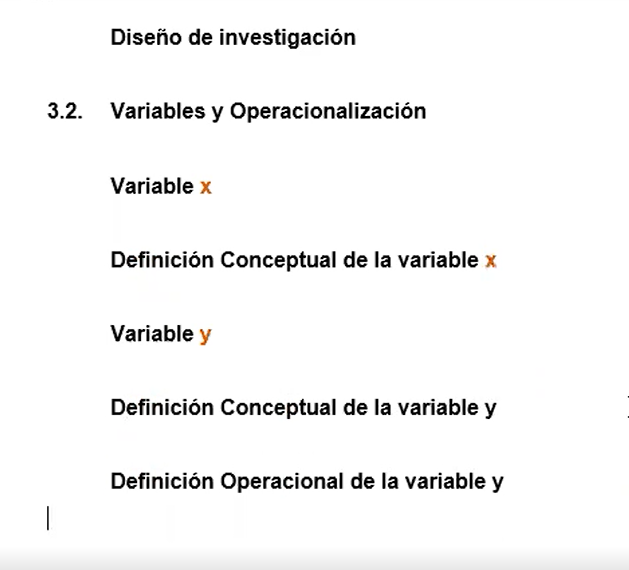 Diseño de investigación
3.2. Variables y Operacionalización
Variable x
Definición Conceptual de la variable x
Variable y
Definición Conceptual de la variable y
Definición Operacional de la variable y